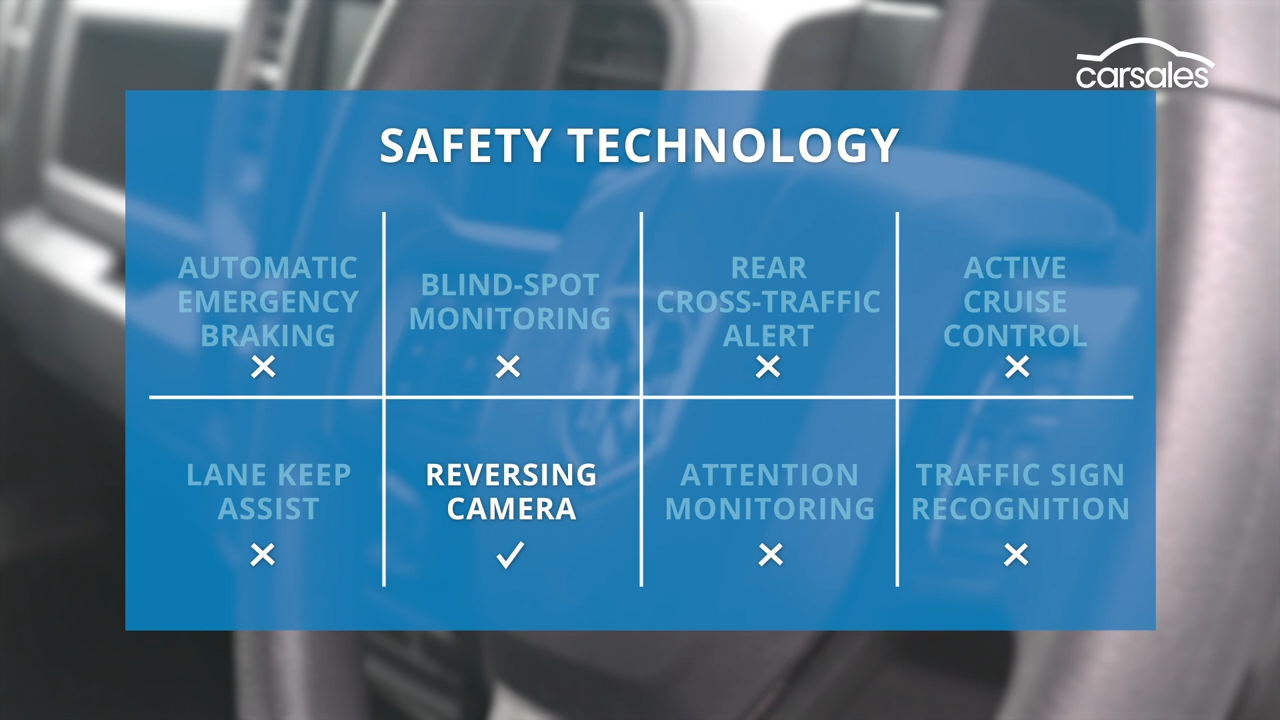 carsales
SAFETY TECHNOLOGY
AUTOMATIC
EMERGENCY
BRAKING
BLIND-SPOT
MONITORING
REAR
CROSS-TRAFFIC
ALERT
ACTIVE
CRUISE
CONTROL
LANE KEEP
ASSIST
REVERSING
CAMERA
ATTENTION
MONITORING
TRAFFIC SIGN
RECOGNITION